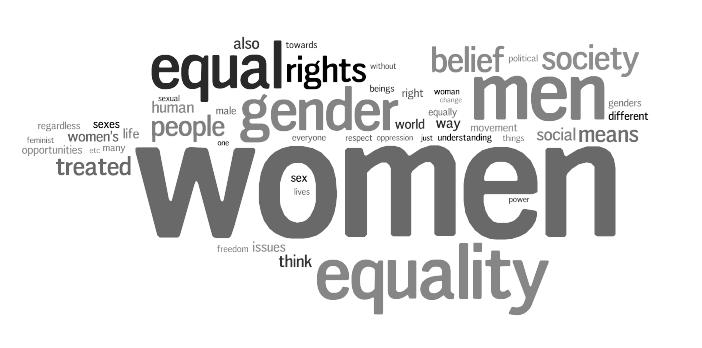 also towards
equal rights without
belief political society
beings right woman change men
sexual human male gender genders
different
regardless sexes people world equally way movement
women's life everyone respect oppression just understanding things social means
feminist
opportunities etc many one
treated women
sex
lives
power
freedom issues
think equality